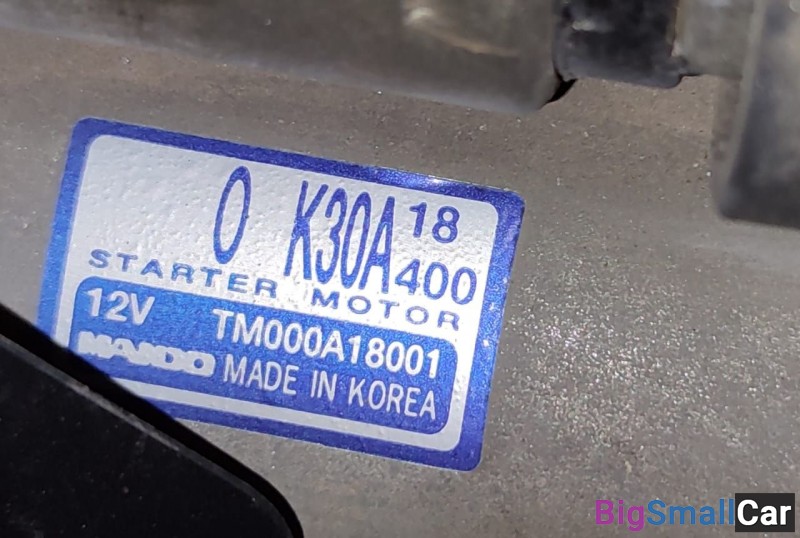 0 K30A 18 400
STARTER MOTOR
12V TM000A18001
MANDO MADE IN KOREA
BigSmallCar